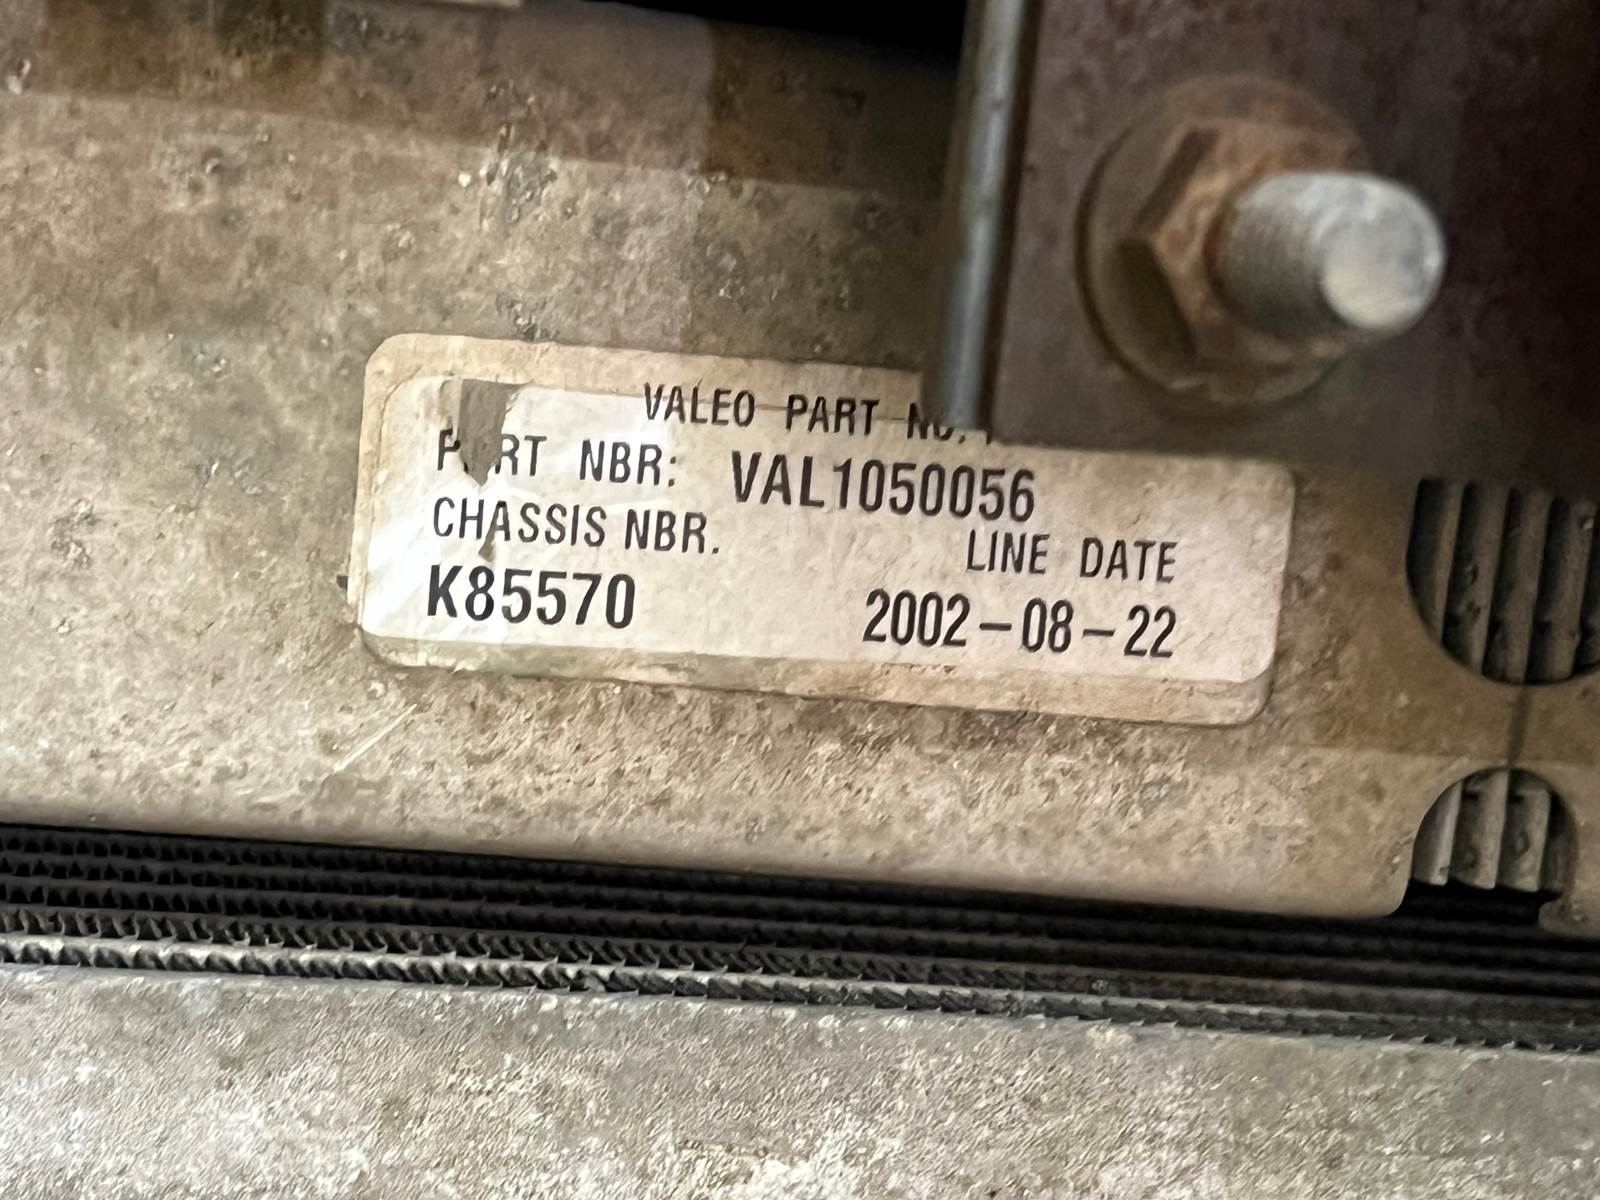 VALEO PART NO.
PART NBR: VAL1050056
CHASSIS NBR.
LINE DATE
K85570
2002-08-22